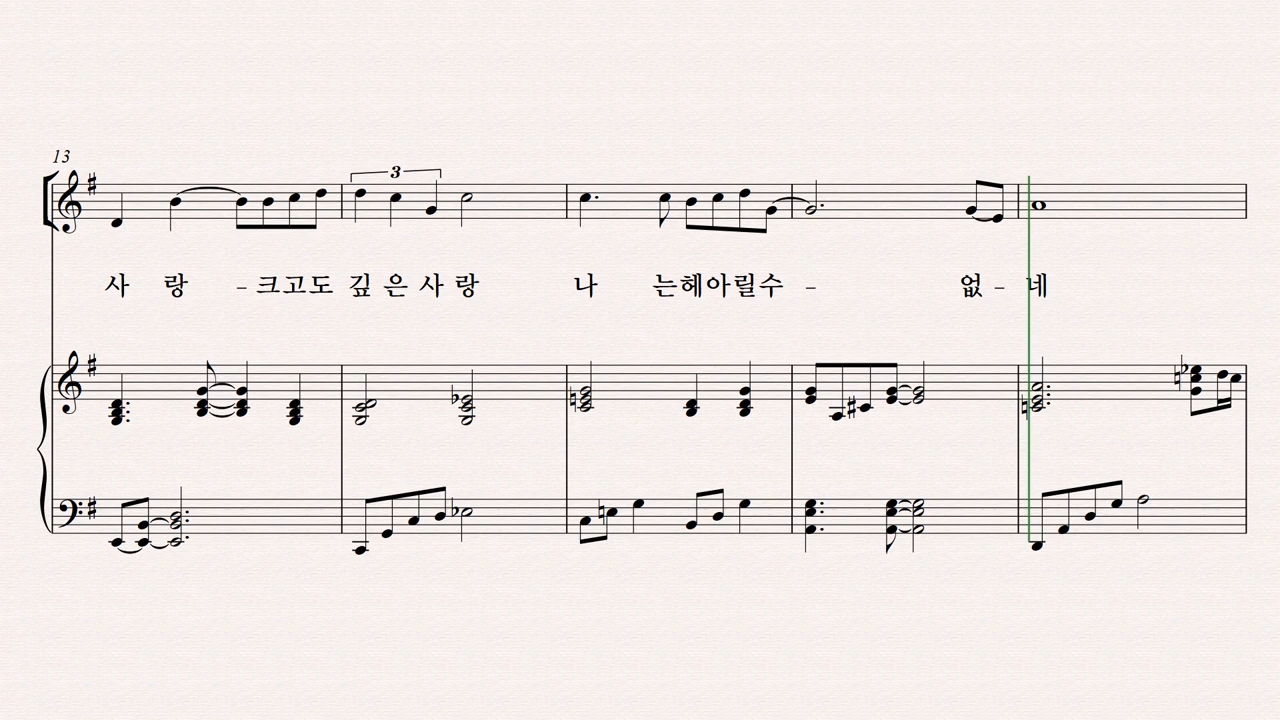 13
3
사 랑 - 크고도 깊 은 사 랑 나 는헤아릴수 - 없 - 네